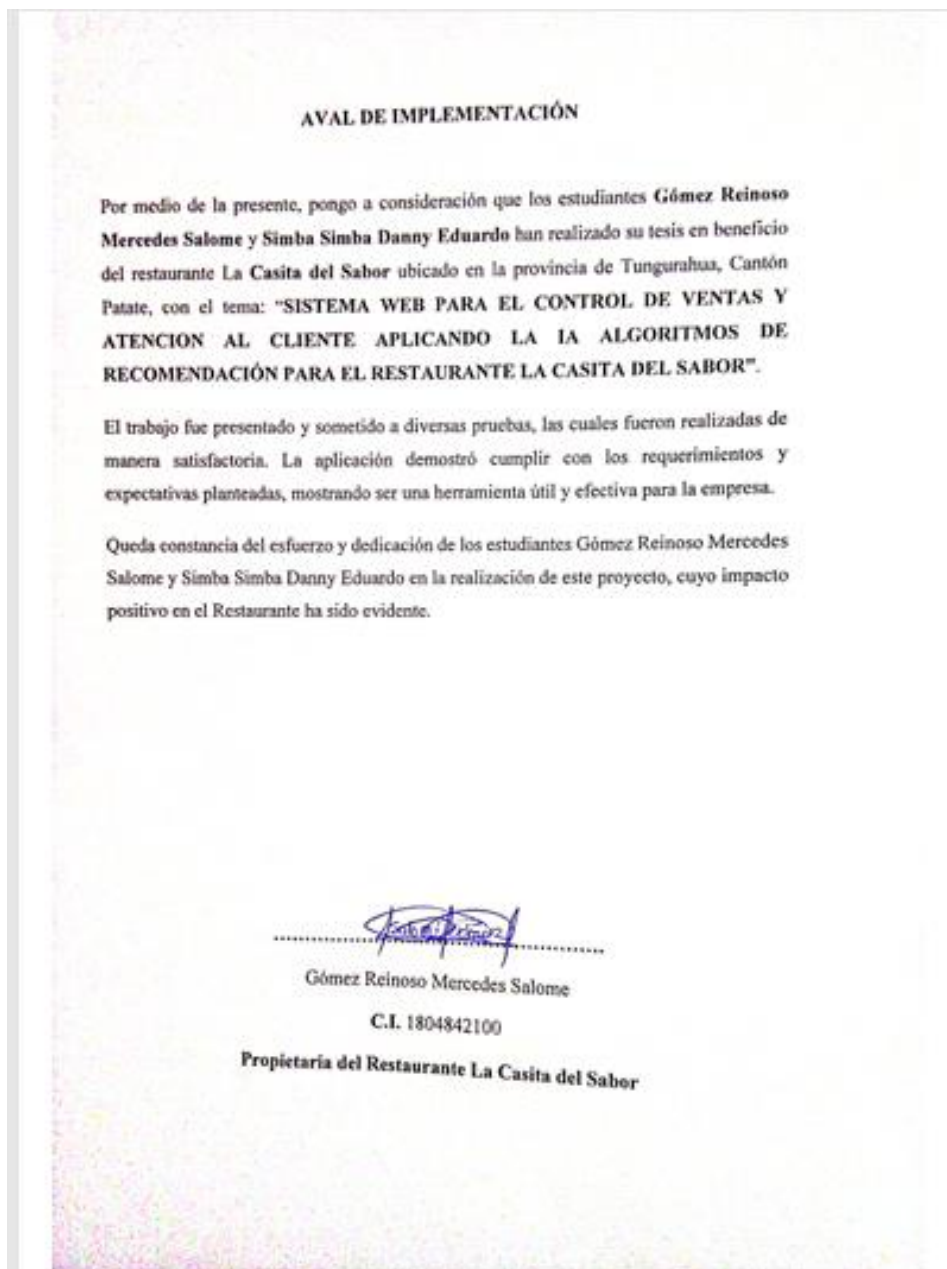 AVAL DE IMPLEMENTACIÓN
Por medio de la presente, pongo a consideración que los estudiantes Gómez Reinoso
Mercedes Salome y Simba Simba Danny Eduardo han realizado su tesis en beneficio
del restaurante La Casita del Sabor ubicado en la provincia de Tungurahua, Cantón
Patate, con el tema: "SISTEMA WEB PARA EL CONTROL DE VENTAS Y
ATENCION AL CLIENTE APLICANDO LA IA ALGORITMOS DE
RECOMENDACIÓN PARA EL RESTAURANTE LA CASITA DEL SABOR".
El trabajo fue presentado y sometido a diversas pruebas, las cuales fueron realizadas de
manera satisfactoria. La aplicación demostró cumplir con los requerimientos y
expectativas planteadas, mostrando ser una herramienta útil y efectiva para la empresa.
Queda constancia del esfuerzo y dedicación de los estudiantes Gómez Reinoso Mercedes
Salome y Simba Simba Danny Eduardo en la realización de este proyecto, cuyo impacto
positivo en el Restaurante ha sido evidente.
Gómez Reinoso Mercedes Salome
C.I. 1804842100
Propietaria del Restaurante La Casita del Sabor